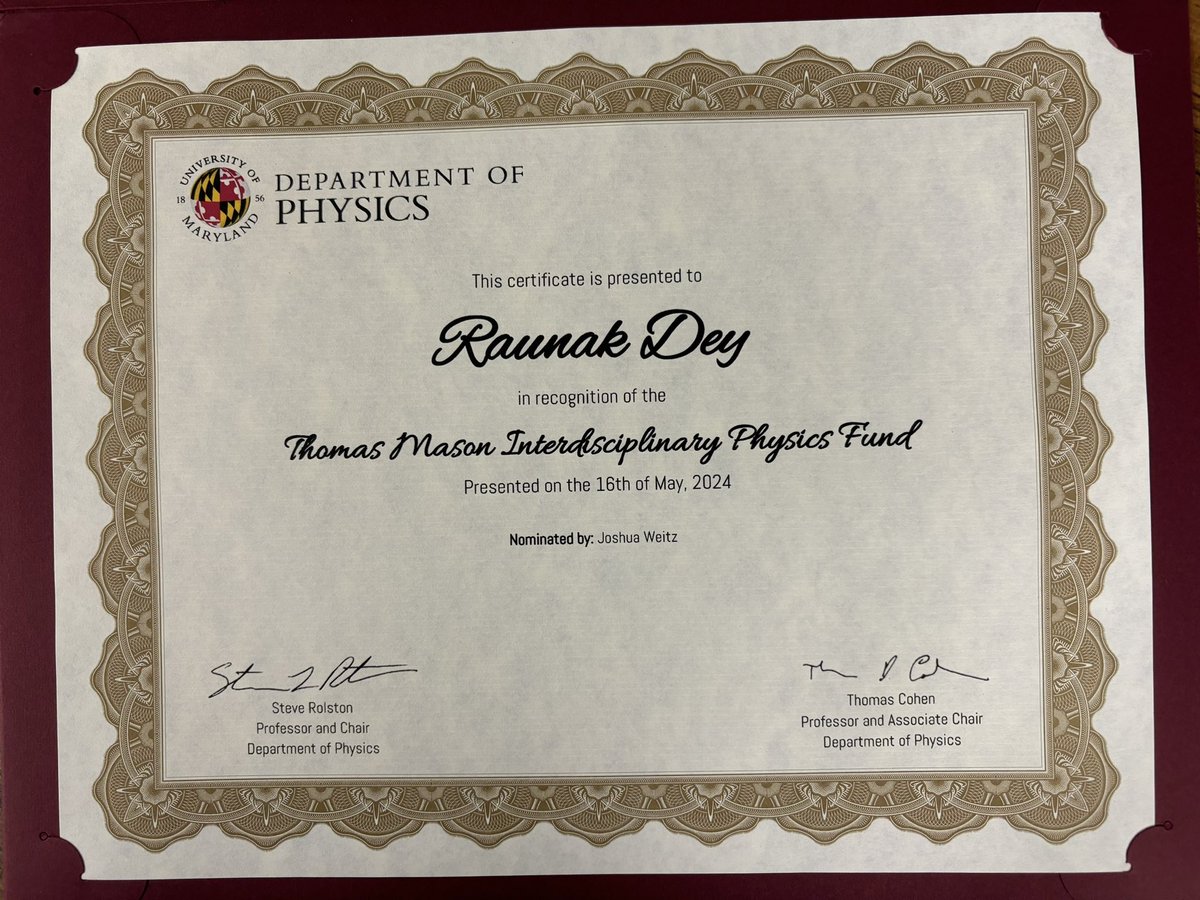 UNIVERSITY OF
18 56
MARYLAND
DEPARTMENT OF
PHYSICS
This certificate is presented to
Raunak Dey
in recognition of the
Thomas Mason Interdisciplinary Physics Fund
Presented on the 16th of May, 2024
Nominated by: Joshua Weitz
Steve Rolston
Professor and Chair
Department of Physics
Thomas Cohen
Professor and Associate Chair
Department of Physics